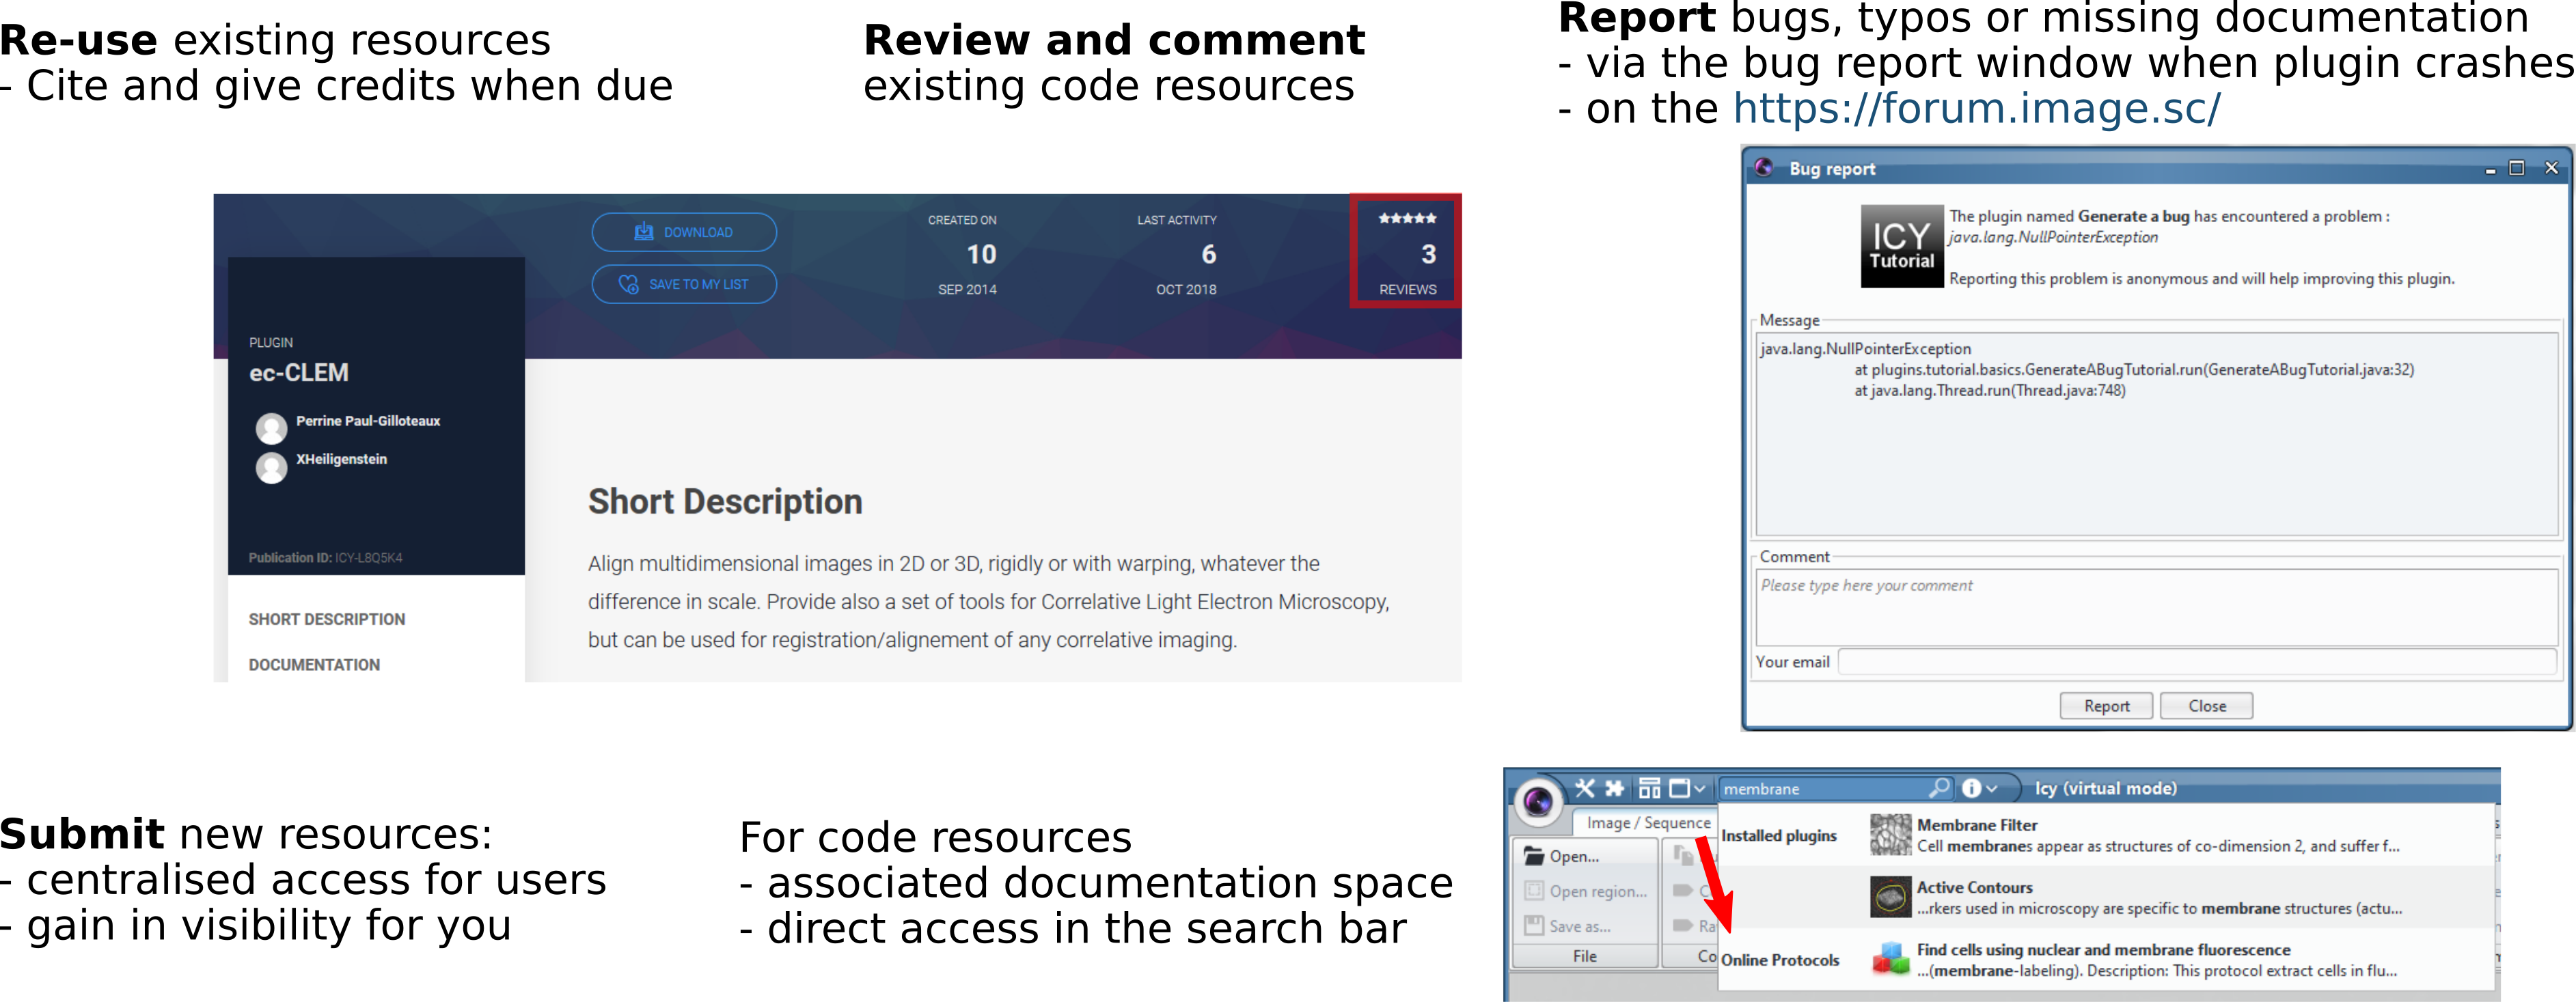 Re-use existing resources
- Cite and give credits when due
Review and comment
existing code resources
Report bugs, typos or missing documentation
- via the bug report window when plugin crashes
- on the https://forum.image.sc/
DOWNLOAD
SAVE TO MY LIST
CREATED ON
10
SEP 2014
LAST ACTIVITY
6
OCT 2018
3
REVIEWS
PLUGIN
ec-CLEM
Perrine Paul-Gilloteaux
XHeiligenstein
Publication ID: ICY-L8Q5K4
SHORT DESCRIPTION
DOCUMENTATION
Short Description
Align multidimensional images in 2D or 3D, rigidly or with warping, whatever the
difference in scale. Provide also a set of tools for Correlative Light Electron Microscopy,
but can be used for registration/alignement of any correlative imaging.
Bug report
ICY
Tutorial
The plugin named Generate a bug has encountered a problem :
java.lang.NullPointerException
Reporting this problem is anonymous and will help improving this plugin.
Message
java.lang.NullPointerException
at plugins.tutorial.basics.GenerateABugTutorial.run(GenerateABugTutorial.java:32)
at java.lang.Thread.run(Thread.java:748)
Comment
Please type here your comment
Your email
Report
Close
Submit new resources:
- centralised access for users
- gain in visibility for you
For code resources
- associated documentation space
- direct access in the search bar
membrane
Icy (virtual mode)
Image / Sequence
Open...
Open region...
Save as...
File
Co
Ra
Installed plugins
Membrane Filter
Cell membranes appear as structures of co-dimension 2, and suffer f...
Active Contours
...rkers used in microscopy are specific to membrane structures (actu...
Online Protocols
Find cells using nuclear and membrane fluorescence
...(membrane-labeling). Description: This protocol extract cells in flu...